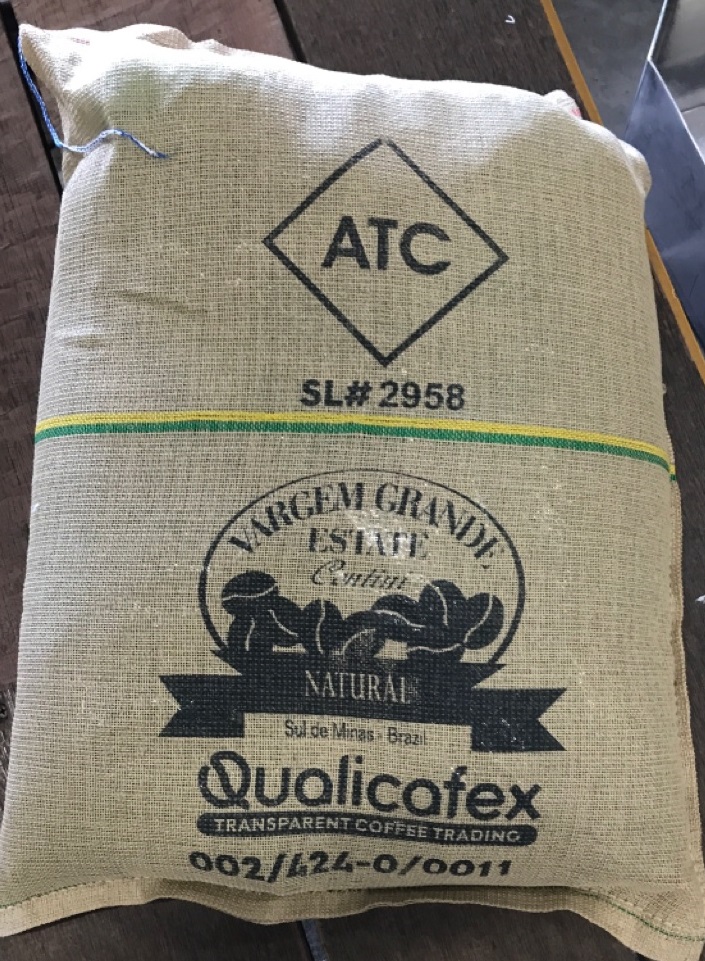 ATC
SL# 2958
VARGEM GRANDE
ESTATE
NATURAL
Sul de Minas - Brazil
Qualicafex
TRANSPARENT COFFEE TRADING
002/424-0/0011